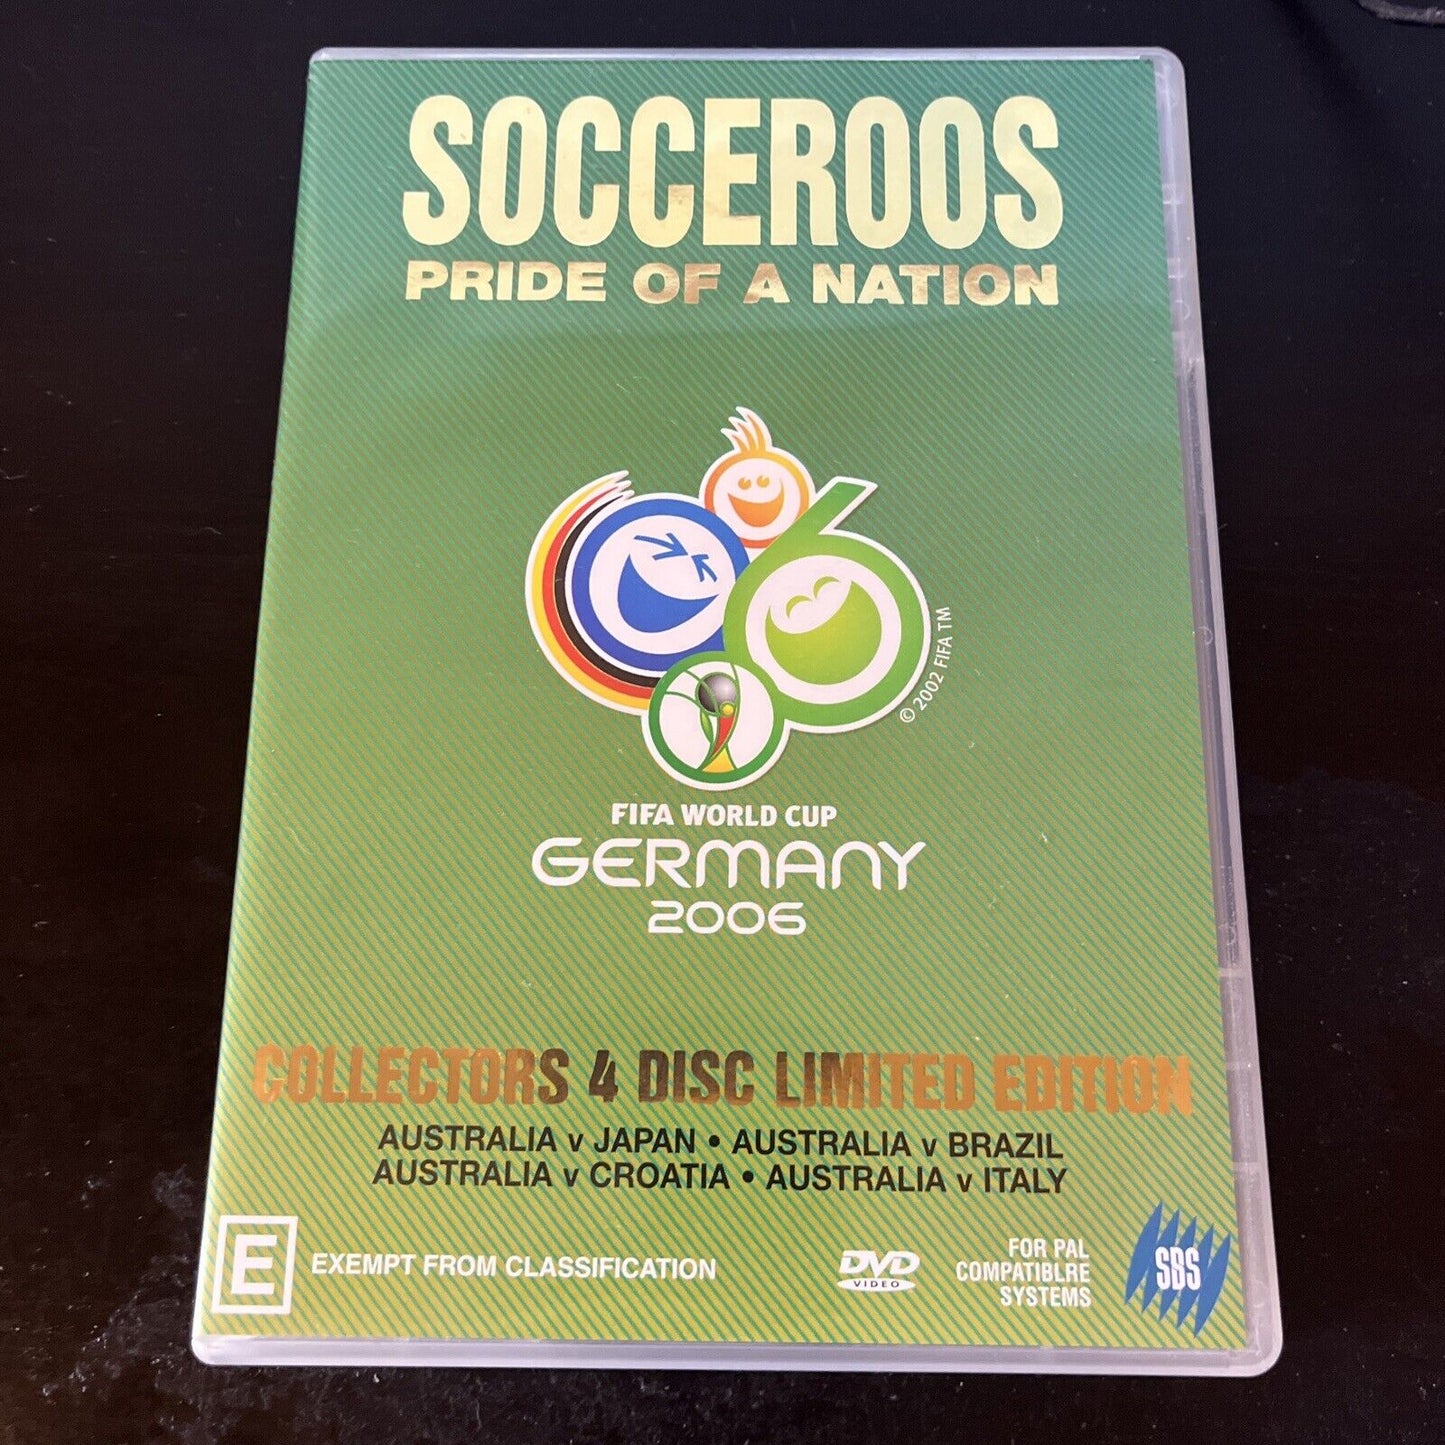 SOCCEROOS
PRIDE OF A NATION
© 2002 FIFA TM
FIFA WORLD CUP
GERMANY
2006
COLLECTORS 4 DISC LIMITED EDITION
AUSTRALIA v JAPAN • AUSTRALIA v BRAZIL
AUSTRALIA v CROATIA • AUSTRALIA v ITALY
E EXEMPT FROM CLASSIFICATION
DVD
VIDEO
FOR PAL
COMPATIBLRE
SYSTEMS
SBS